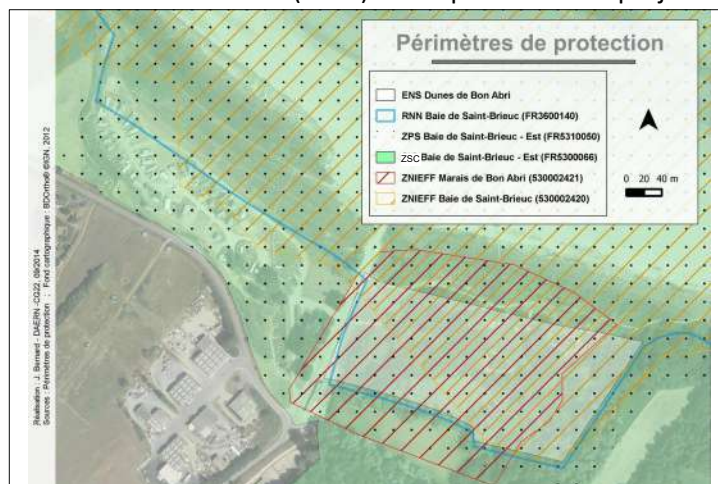 Périmètres de protection
ENS Dunes de Bon Abri
RNN Baie de Saint-Brieuc (FR3600140)
ZPS Baie de Saint-Brieuc - Est (FR5310050)
ZSC Baie de Saint-Brieuc - Est (FR5300066)
ZNIEFF Marais de Bon Abri (530002421)
ZNIEFF Baie de Saint-Brieuc (530002420)
0 20 40 m
Réalisation : J. Bernard - DAERN -CG22, 09/2014
Sources : Périmètres de protection ; Fond cartographique : BDOrtho® ©IGN, 2012